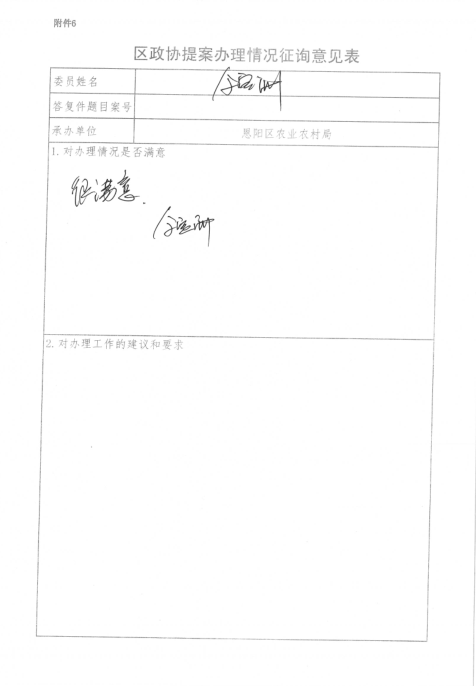 附件6
区政协提案办理情况征询意见表
委员姓名
答复件题目案号
承办单位 恩阳区农业农村局
1.对办理情况是否满意
很满意.
2.对办理工作的建议和要求